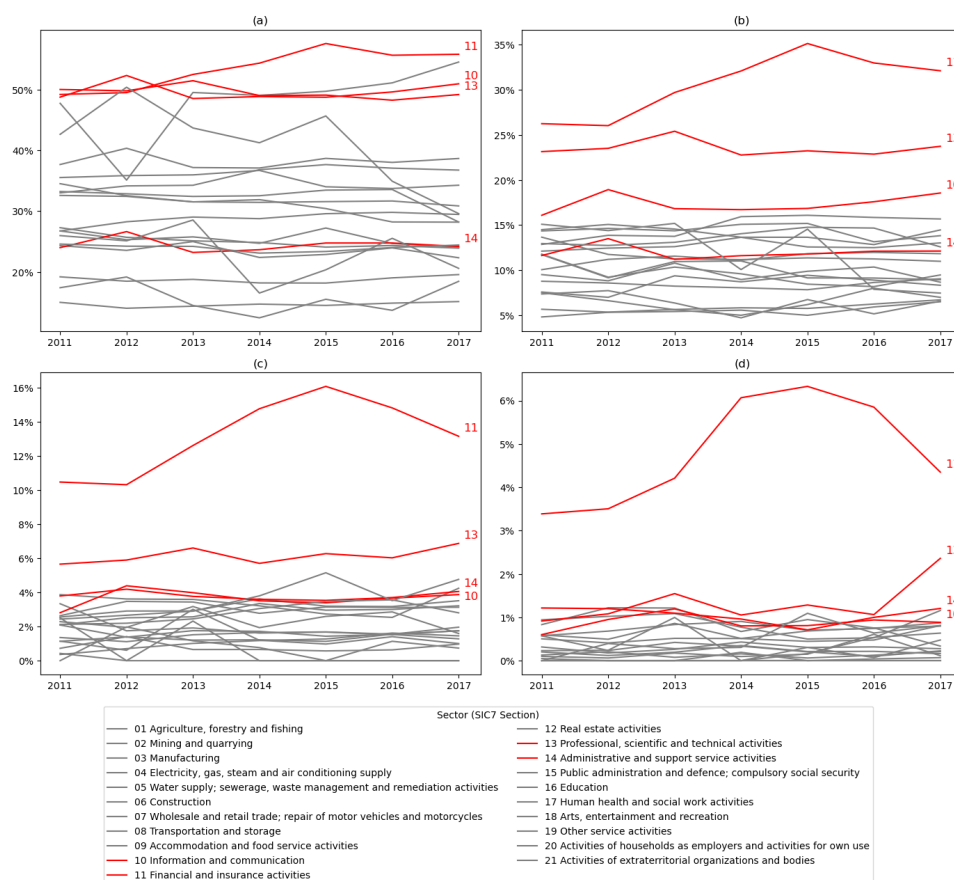 (a)
(b)
50%
40%
30%
20%
11
10
13
14
2011 2012 2013 2014 2015 2016 2017
35%
30%
25%
20%
15%
10%
5%
2011 2012 2013 2014 2015 2016 2017
(c)
(d)
16%
14%
12%
10%
8%
6%
4%
2%
0%
11
13
14
10
2011 2012 2013 2014 2015 2016 2017
6%
5%
4%
3%
2%
1%
0%
2011 2012 2013 2014 2015 2016 2017
Sector (SIC7 Section)
01 Agriculture, forestry and fishing
02 Mining and quarrying
03 Manufacturing
04 Electricity, gas, steam and air conditioning supply
05 Water supply; sewerage, waste management and remediation activities
06 Construction
07 Wholesale and retail trade; repair of motor vehicles and motorcycles
08 Transportation and storage
09 Accommodation and food service activities
10 Information and communication
11 Financial and insurance activities
12 Real estate activities
13 Professional, scientific and technical activities
14 Administrative and support service activities
15 Public administration and defence; compulsory social security
16 Education
17 Human health and social work activities
18 Arts, entertainment and recreation
19 Other service activities
20 Activities of households as employers and activities for own use
21 Activities of extraterritorial organizations and bodies